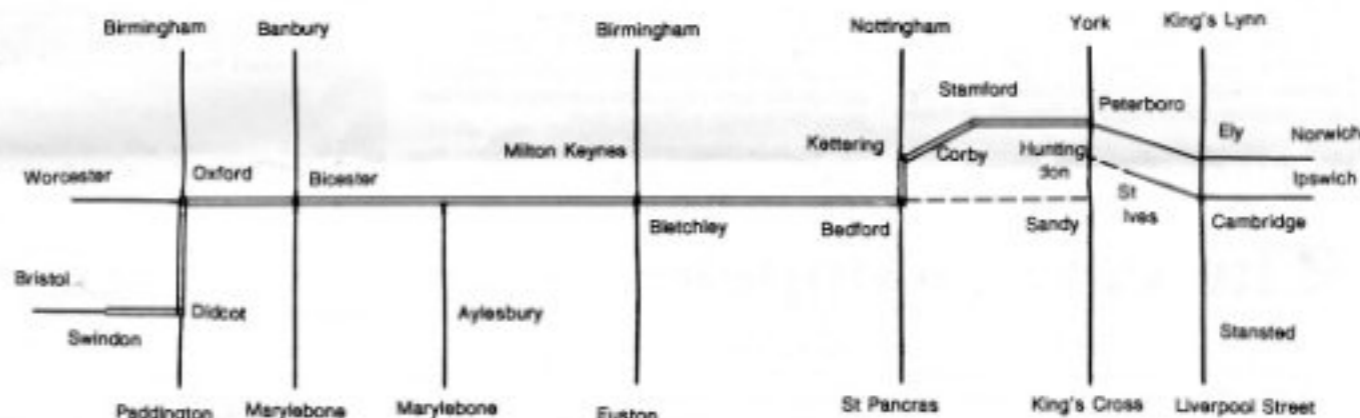 Birmingham Banbury Birmingham Nottingham York King's Lynn
Stamford Peterboro
Milton Keynes Kettering Corby Hunting Ely Norwich
Worcester Oxford Bicester don Ipswich
St
Bletchley Bedford Sandy Ives Cambridge
Bristol
Didcot Aylesbury
Swindon Stansted
Paddington Marylebone Marylebone Euston St Pancras King's Cross Liverpool Street